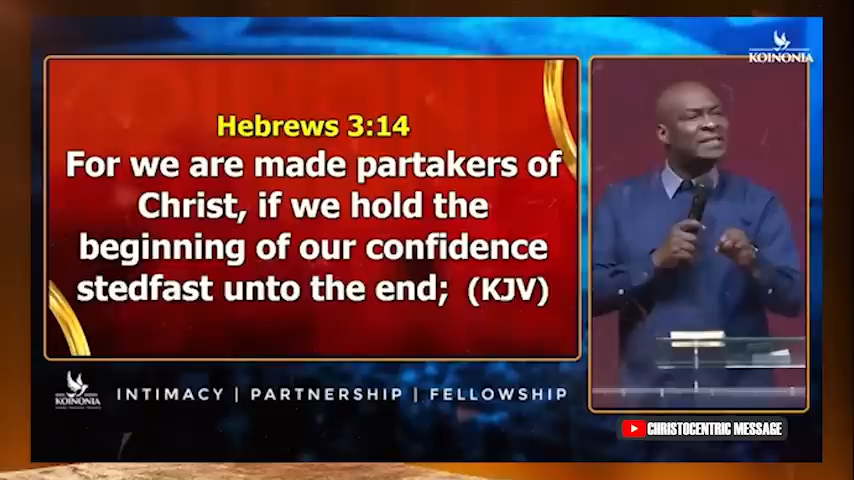 KOINONIA
Hebrews 3:14
For we are made partakers of
Christ, if we hold the
beginning of our confidence
stedfast unto the end; (KJV)
KOINONIA
INTIMACY | PARTNERSHIP | FELLOWSHIP
CHRISTOCENTRIC MESSAGE